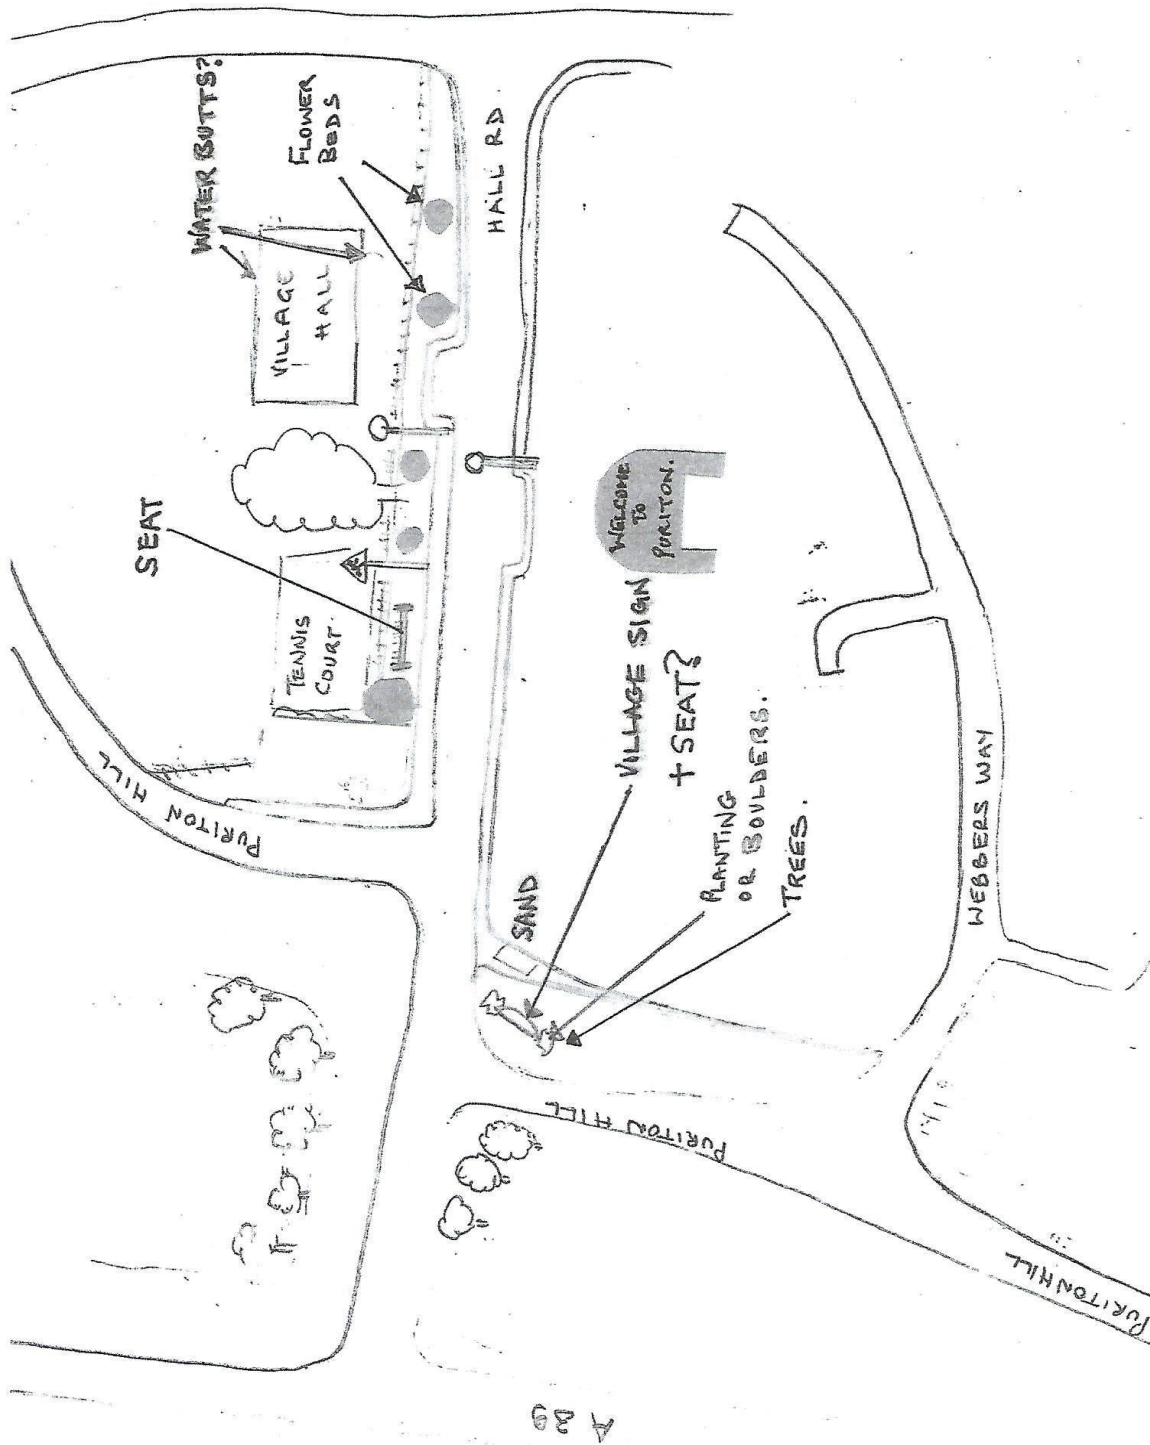 SEAT
WATER BUTTS?
PURITON HILL
VILLAGE
HALL
TENNIS
COURT.
FLOWER
BEDS
HALL RD.
SAND
A 39
WELCOME
TO
PURITON.
VILLAGE SIGN
+ SEAT?
PURITON HILL
PLANTING
OR BOULDERS.
TREES.
WEBBERS WAY
PURITON HILL